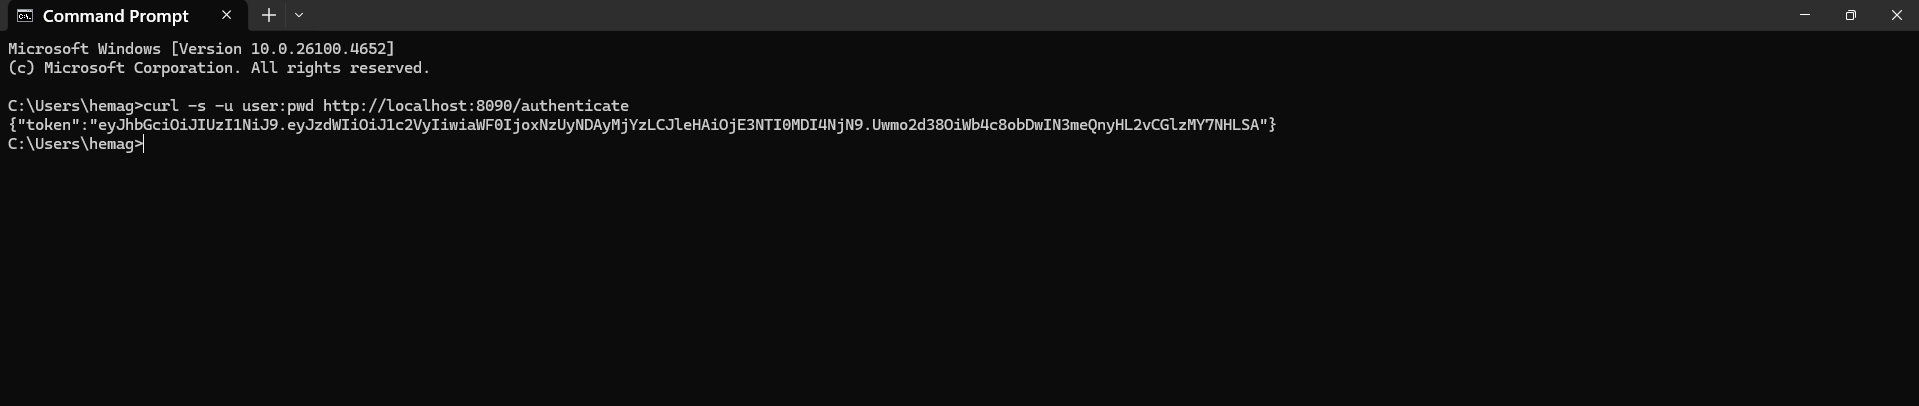 Command Prompt
Microsoft Windows [Version 10.0.26100.4652]
(c) Microsoft Corporation. All rights reserved.
C:\Users\hemag>curl -s -u user:pwd http://localhost:8090/authenticate
{"token":"eyJhbGciOiJIUzI1NiJ9.eyJzdWIiOiJ1c2VyIiwiaWF0IjoxNzUyNDAyMjYzLCJleHAiOjE3NTI0MDI4NjN9.Uwmo2d38OiWb4c8obDwIN3meQnyHL2vCGlzMY7NHLSA"}
C:\Users\hemag>